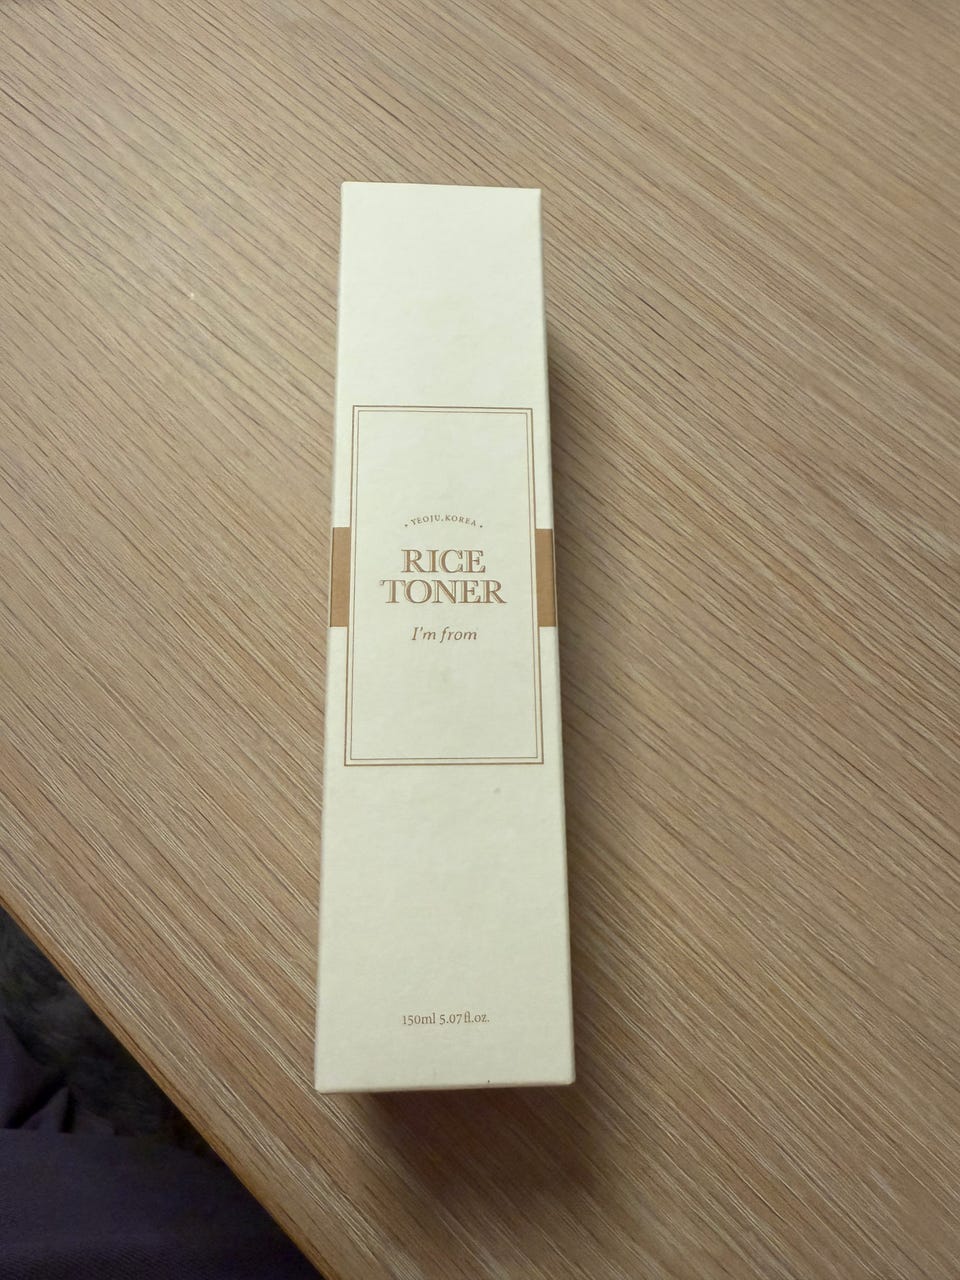 • YEOJU, KOREA •
RICE
TONER
I'm from
150ml 5.07fl.oz.